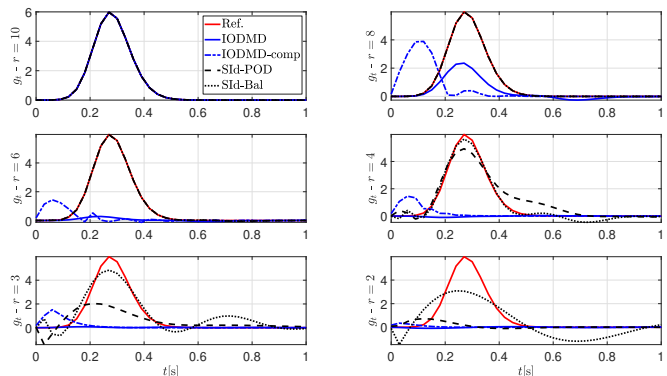 g_t - r = 10
6
4
2
0
0 0.2 0.4 0.6 0.8 1
Ref.
IODMD
IODMD-comp
SId-POD
SId-Bal
g_t - r = 8
4
2
0
0 0.2 0.4 0.6 0.8 1
g_t - r = 6
4
2
0
0 0.2 0.4 0.6 0.8 1
g_t - r = 4
4
2
0
0 0.2 0.4 0.6 0.8 1
g_t - r = 3
4
2
0
0 0.2 0.4 0.6 0.8 1
t[s]
g_t - r = 2
4
2
0
0 0.2 0.4 0.6 0.8 1
t[s]